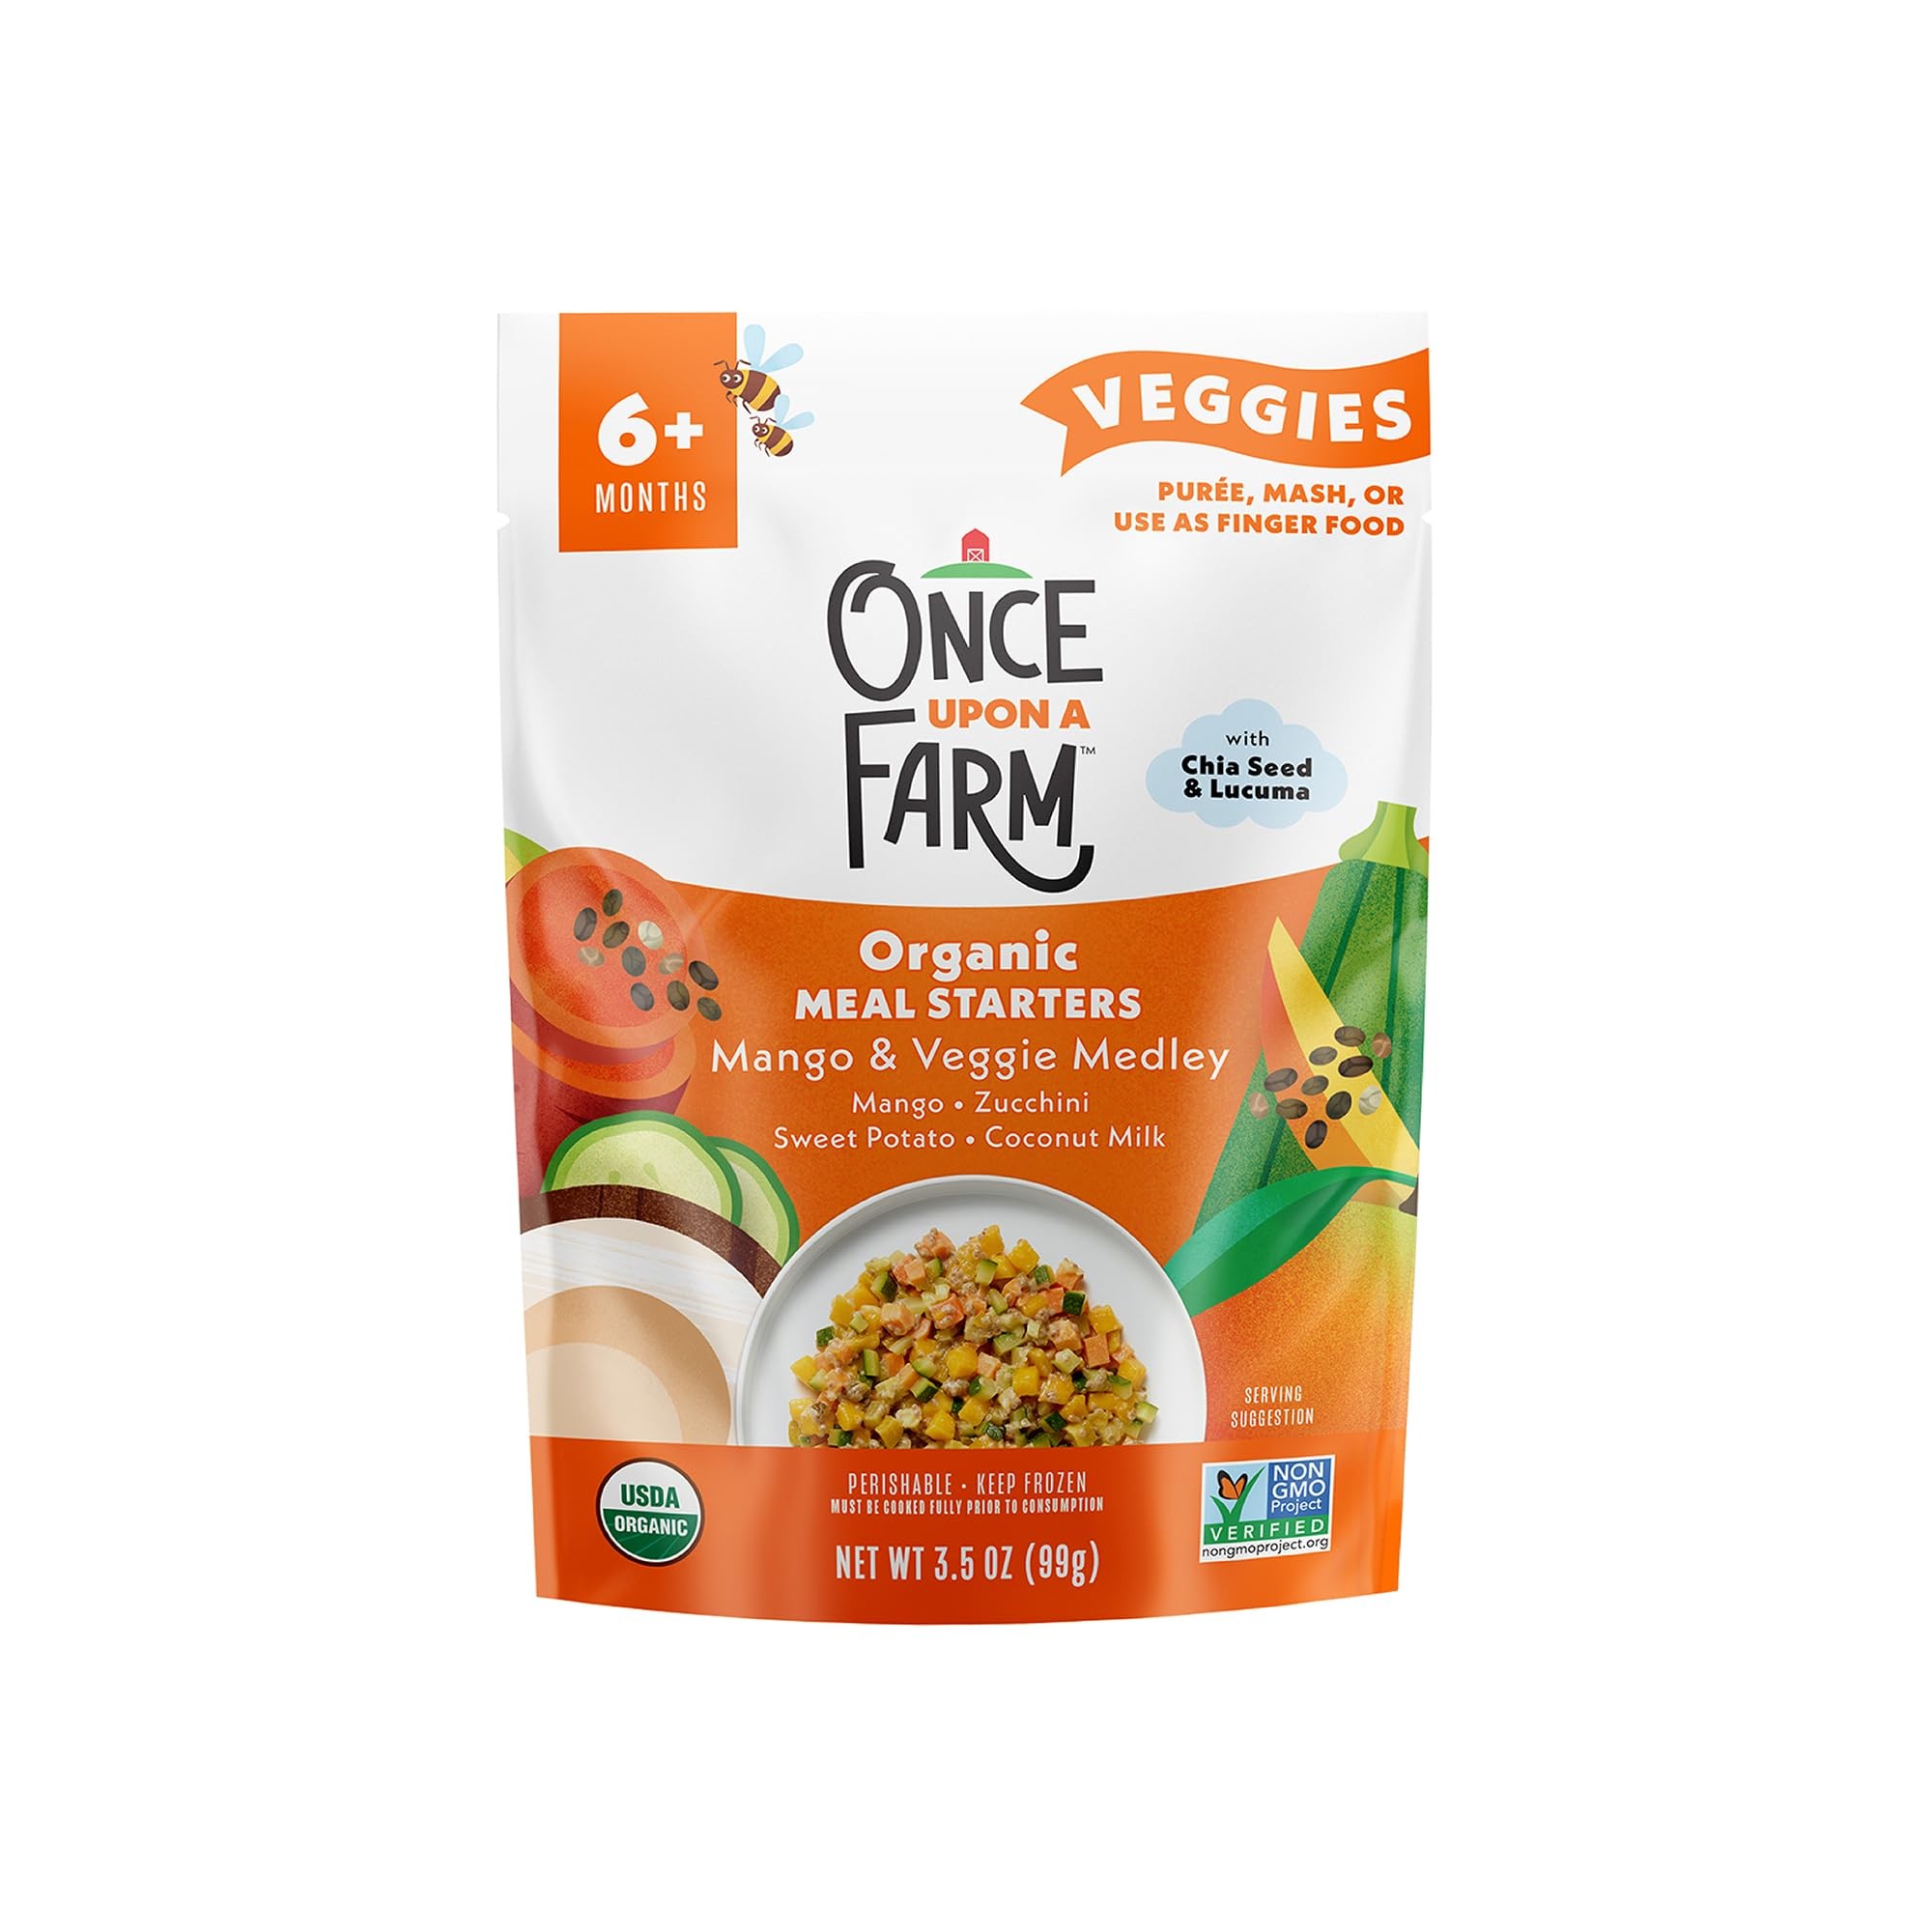 6+
MONTHS
VEGGIES
PURÉE, MASH, OR
USE AS FINGER FOOD
ONCE
UPON A
FARM™
with
Chia Seed
& Lucuma
Organic
MEAL STARTERS
Mango & Veggie Medley
Mango • Zucchini
Sweet Potato • Coconut Milk
SERVING
SUGGESTION
USDA
ORGANIC
PERISHABLE • KEEP FROZEN
MUST BE COOKED FULLY PRIOR TO CONSUMPTION
NET WT 3.5 OZ (99g)
NON
GMO
Project
VERIFIED
nongmoproject.org